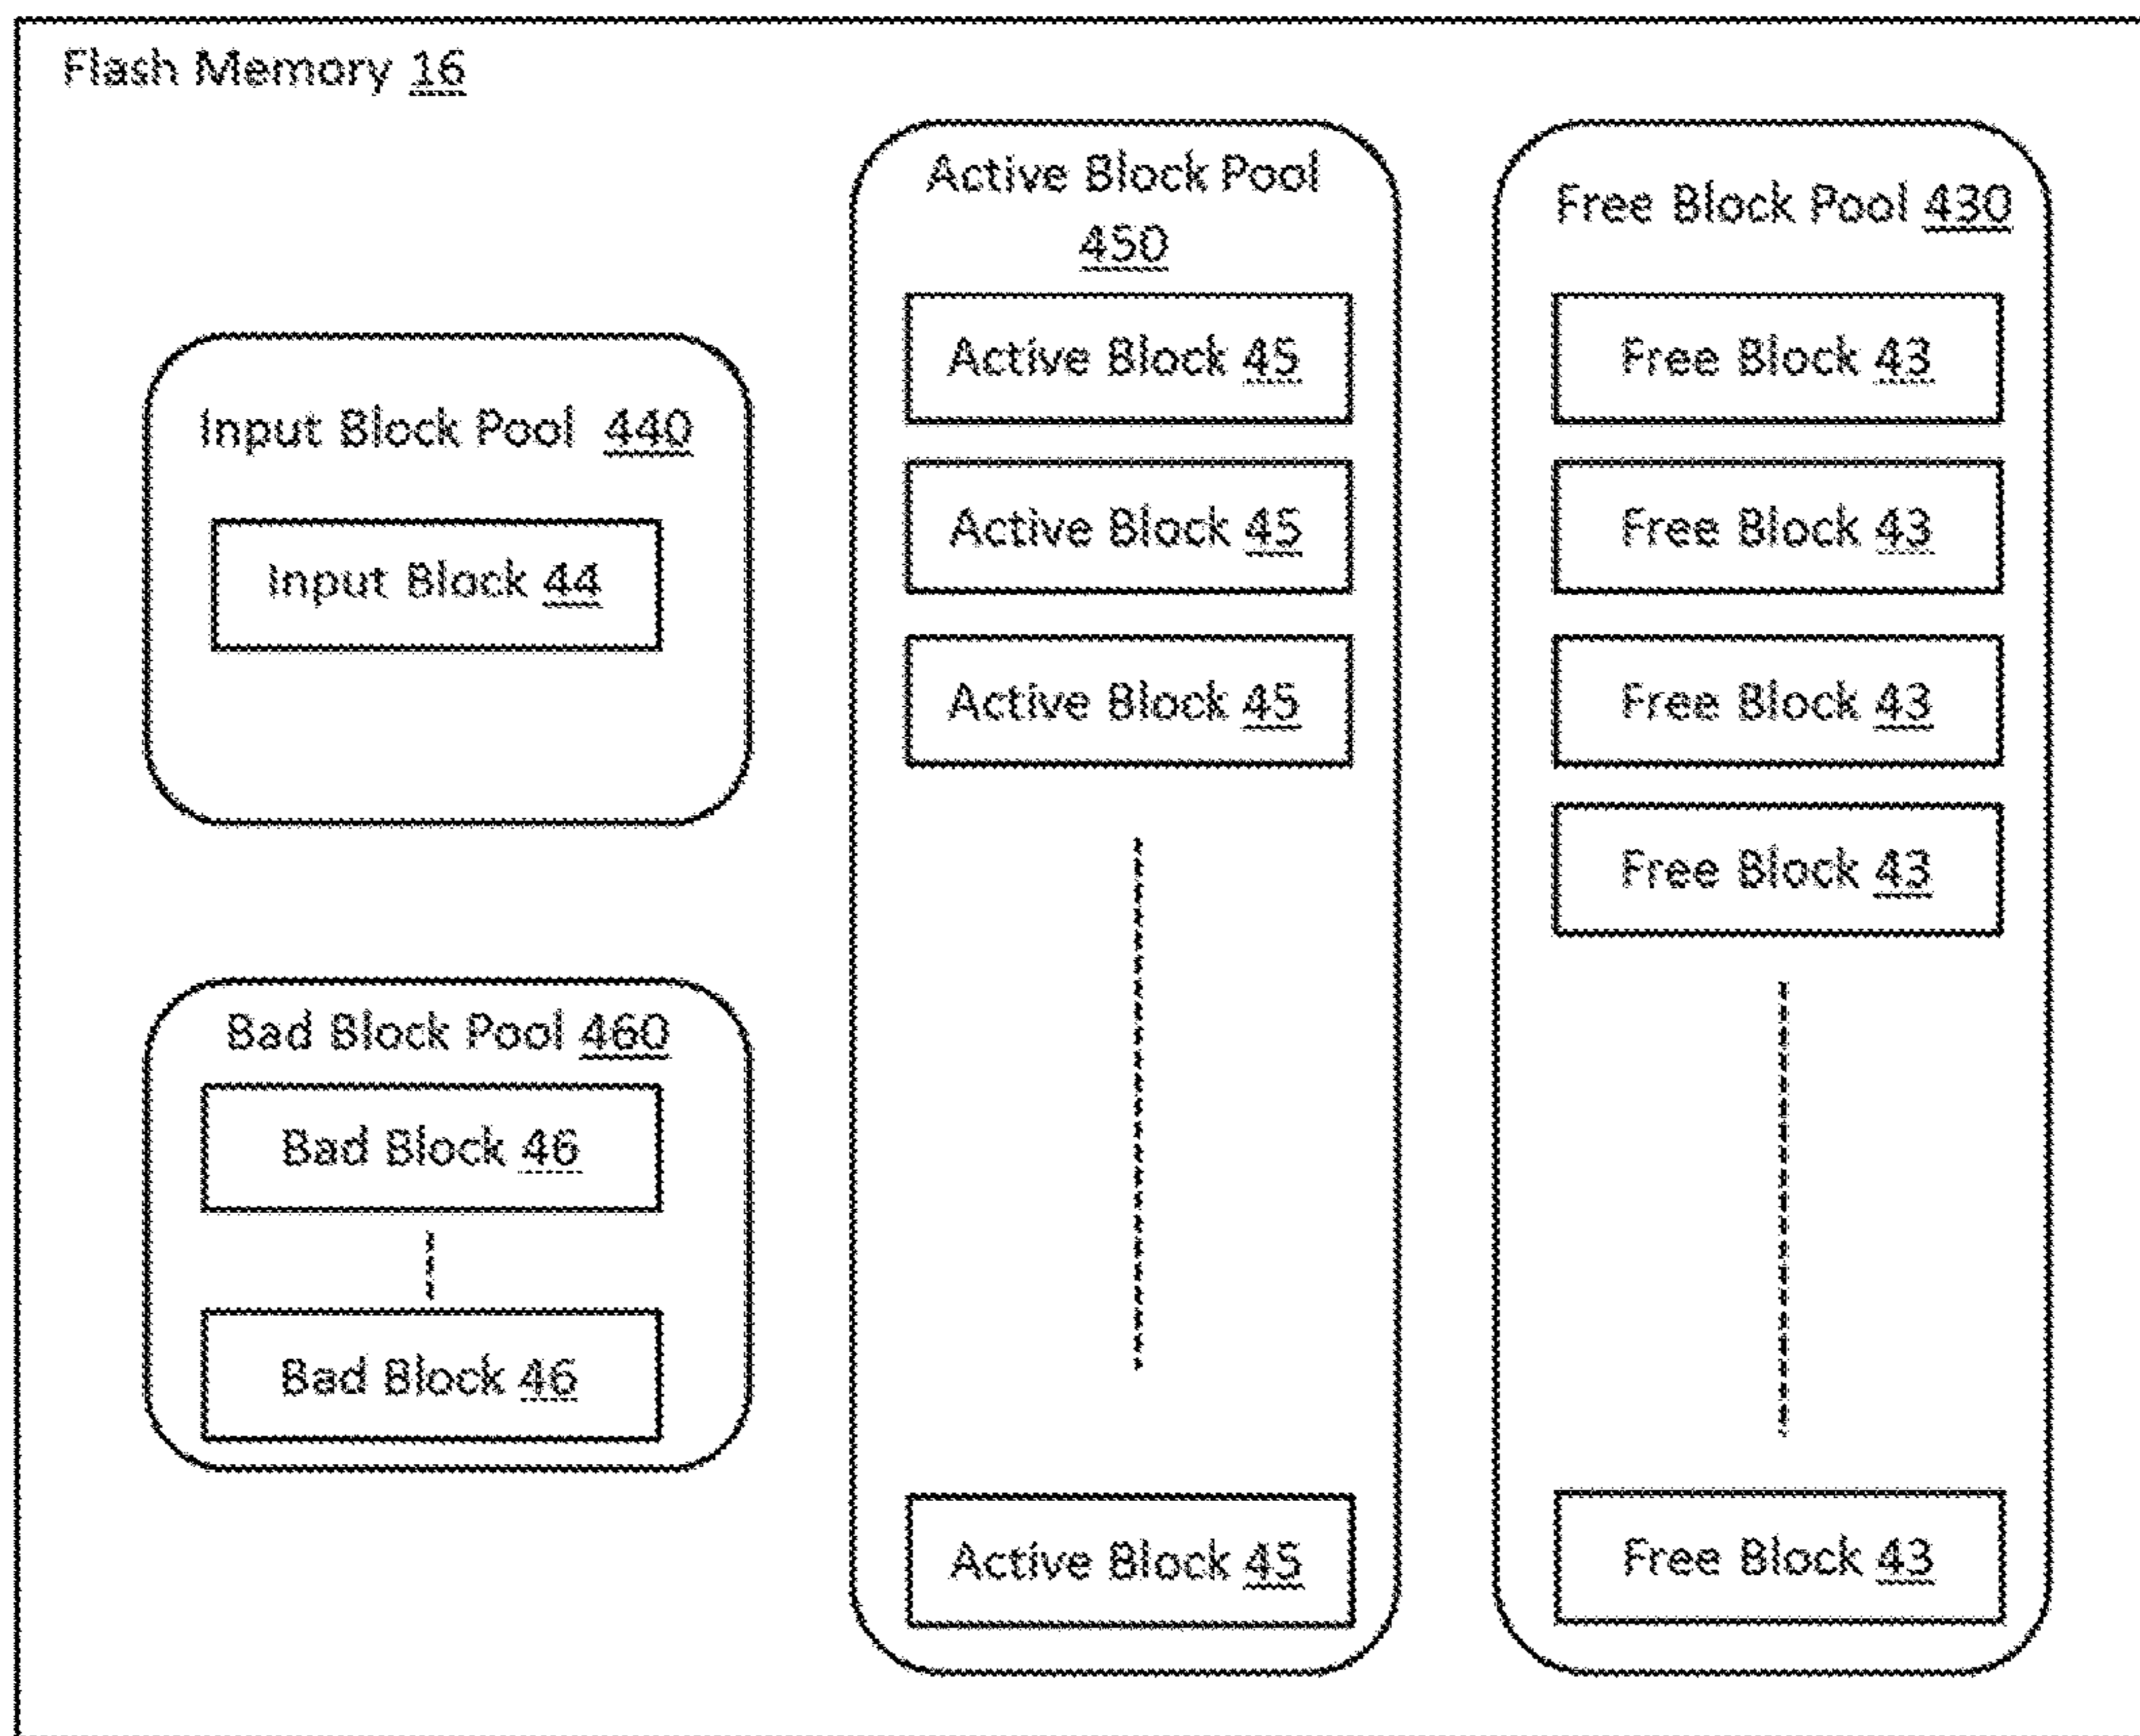 Flash Memory 16
Input Block Pool 440
Input Block 44
Bad Block Pool 460
Bad Block 46
Bad Block 46
Active Block Pool
450
Active Block 45
Active Block 45
Active Block 45
Active Block 45
Free Block Pool 430
Free Block 43
Free Block 43
Free Block 43
Free Block 43
Free Block 43